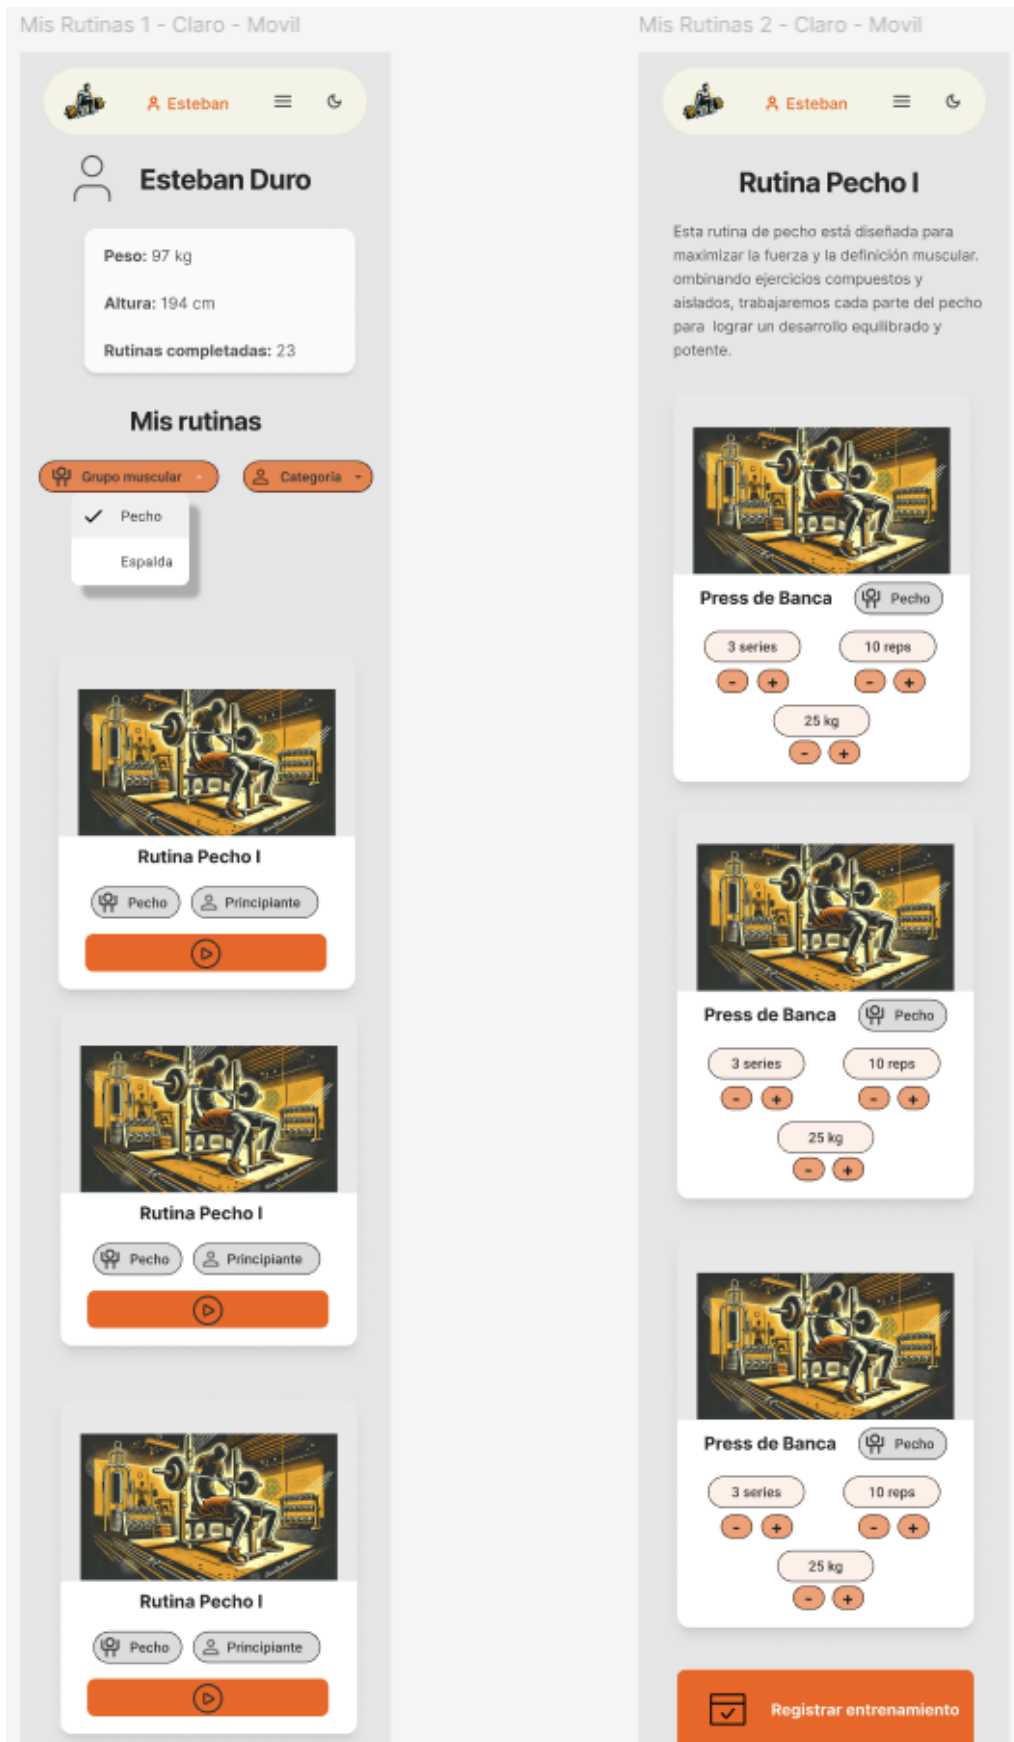 Mis Rutinas 1 - Claro - Movil
Esteban
Esteban Duro
Peso: 97 kg
Altura: 194 cm
Rutinas completadas: 23
Mis rutinas
Grupo muscular
Categoria
Pecho
Espalda
Rutina Pecho I
Pecho
Principiante
Rutina Pecho I
Pecho
Principiante
Rutina Pecho I
Pecho
Principiante
Mis Rutinas 2 - Claro - Movil
Esteban
Rutina Pecho I
Esta rutina de pecho está diseñada para
maximizar la fuerza y la definición muscular.
ombinando ejercicios compuestos y
aislados, trabajaremos cada parte del pecho
para lograr un desarrollo equilibrado y
potente.
Press de Banca
Pecho
3 series
10 reps
- +
- +
25 kg
- +
Press de Banca
Pecho
3 series
10 reps
- +
- +
25 kg
- +
Press de Banca
Pecho
3 series
10 reps
- +
- +
25 kg
- +
Registrar entrenamiento